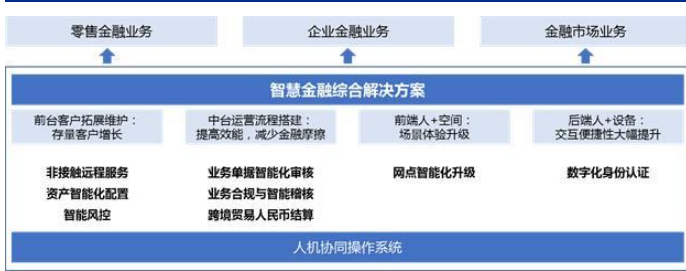 零售金融业务
企业金融业务
金融市场业务
智慧金融综合解决方案
前台客户拓展维护：
存量客户增长
中台运营流程搭建：
提高效能，减少金融摩擦
前端人+空间：
场景体验升级
后端人+设备：
交互便捷性大幅提升
非接触远程服务
资产智能化配置
智能风控
业务单据智能化审核
业务合规与智能稽核
跨境贸易人民币结算
网点智能化升级
数字化身份认证
人机协同操作系统